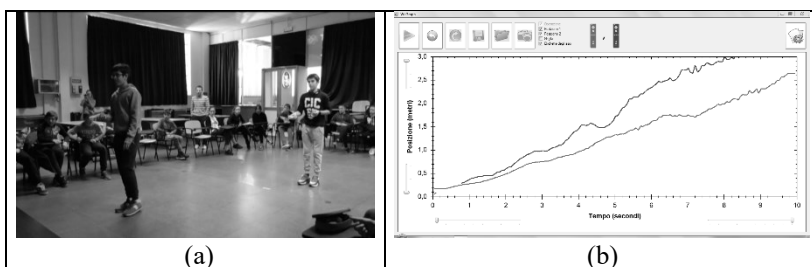 CIC
3,0
2,5
2,0
1,5
1,0
0,5
0,0
Posizione (metri)
0 1 2 3 4 5 6 7 8 9 10
Tempo (secondi)
(a)
(b)